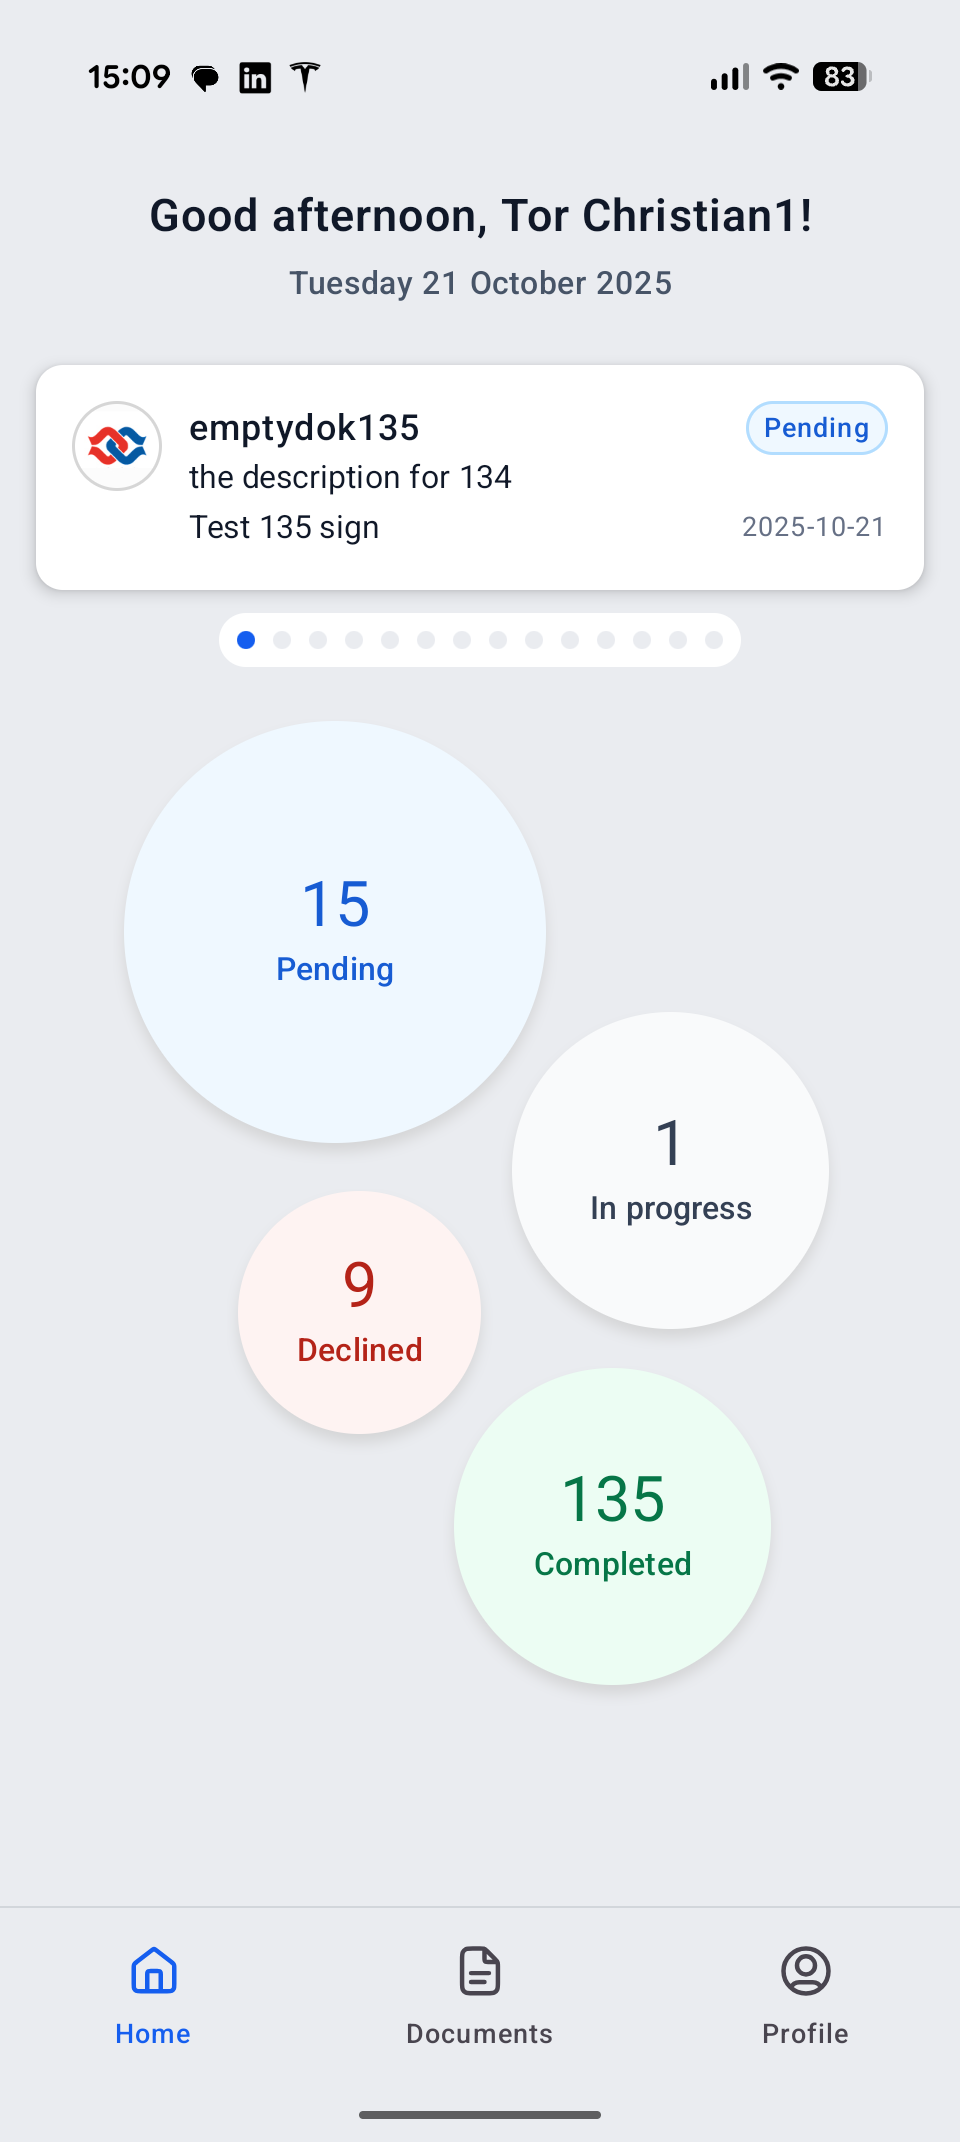 15:09
83
Good afternoon, Tor Christian1!
Tuesday 21 October 2025
emptydok135
Pending
the description for 134
Test 135 sign
2025-10-21
15
Pending
1
In progress
9
Declined
135
Completed
Home
Documents
Profile